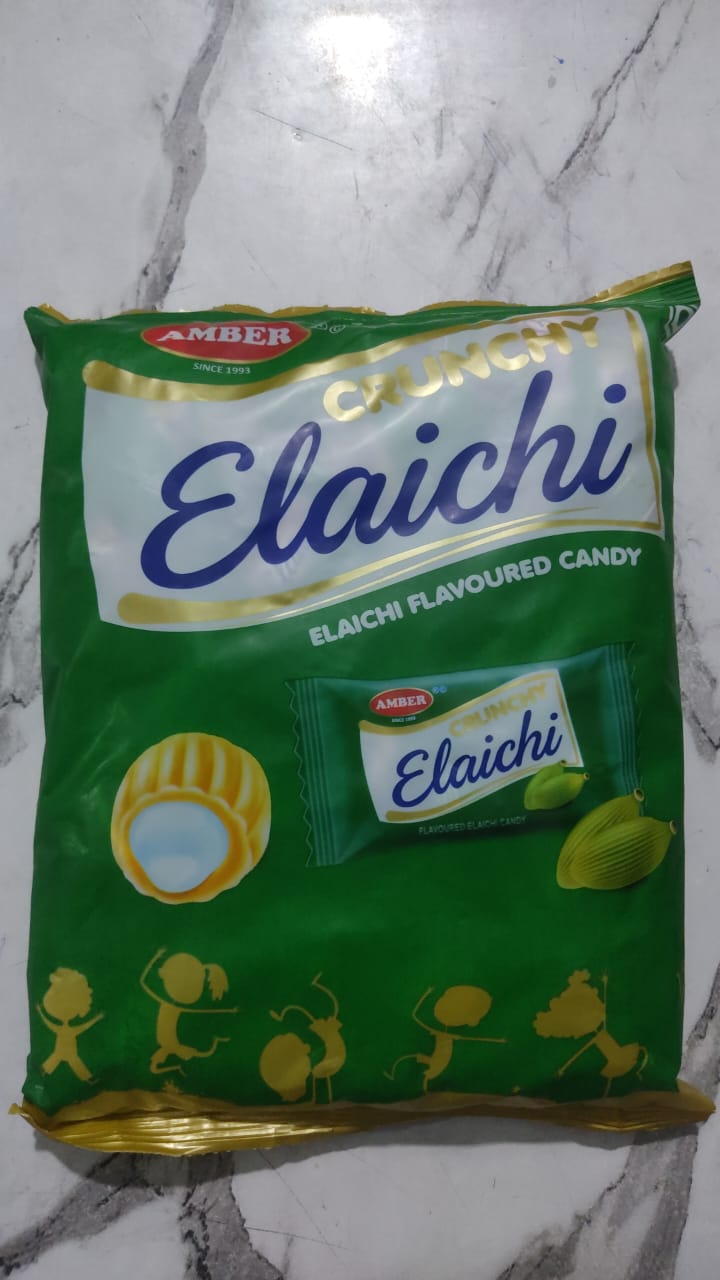 AMBER
SINCE 1993
CRUNCHY
Elaichi
ELAICHI FLAVOURED CANDY
AMBER
SINCE 1993
CRUNCHY
Elaichi
FLAVOURED ELAICHI CANDY